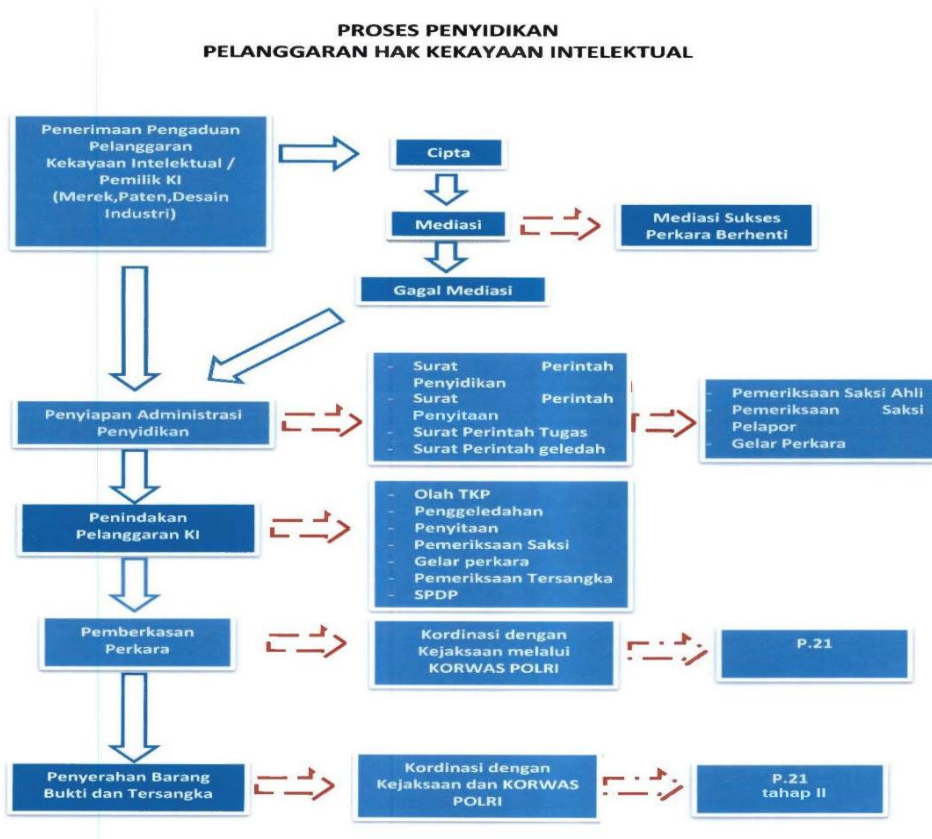 PROSES PENYIDIKAN
PELANGGARAN HAK KEKAYAAN INTELEKTUAL
Penerimaan Pengaduan
Pelanggaran
Kekayaan Intelektual /
Pemilik KI
(Merek,Paten,Desain
Industri)
Cipta
Mediasi
Mediasi Sukses
Perkara Berhenti
Gagal Mediasi
Penyiapan Administrasi
Penyidikan
- Surat Perintah
Penyidikan
- Surat Perintah
Penyitaan
- Surat Perintah Tugas
- Surat Perintah geledah
- Pemeriksaan Saksi Ahli
- Pemeriksaan Saksi
Pelapor
- Gelar Perkara
Penindakan
Pelanggaran KI
- Olah TKP
- Penggeledahan
- Penyitaan
- Pemeriksaan Saksi
- Gelar perkara
- Pemeriksaan Tersangka
- SPDP
Pemberkasan
Perkara
Kordinasi dengan
Kejaksaan melalui
KORWAS POLRI
P.21
Penyerahan Barang
Bukti dan Tersangka
Kordinasi dengan
Kejaksaan dan KORWAS
POLRI
P.21
tahap II